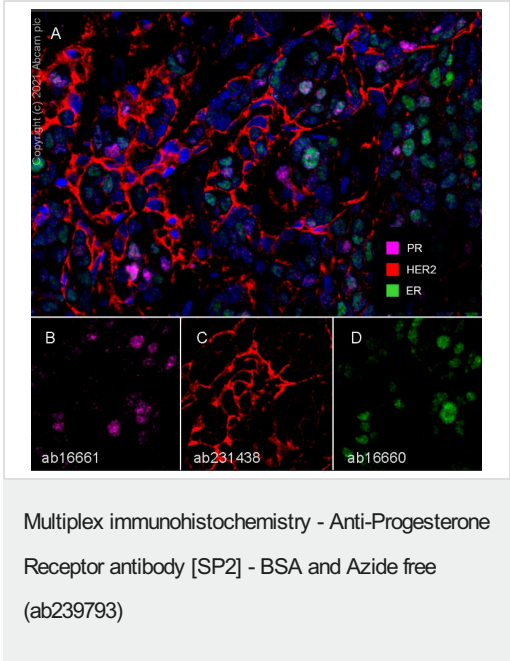 A
Copyright (c) 2021 Abcam plc
PR
HER2
ER
B
C
D
ab16661
ab231438
ab16660
Multiplex immunohistochemistry - Anti-Progesterone
Receptor antibody [SP2] - BSA and Azide free
(ab239793)